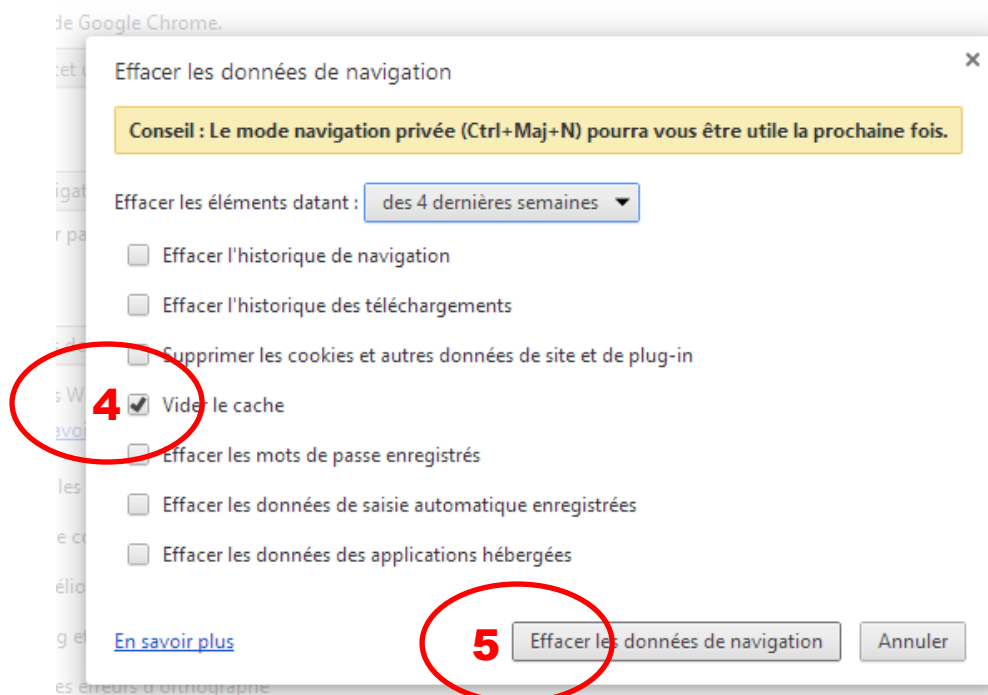 de Google Chrome.
Effacer les données de navigation
×
Conseil : Le mode navigation privée (Ctrl+Maj+N) pourra vous être utile la prochaine fois.
Effacer les éléments datant : des 4 dernières semaines
Effacer l'historique de navigation
Effacer l'historique des téléchargements
Supprimer les cookies et autres données de site et de plug-in
4 Vider le cache
Effacer les mots de passe enregistrés
les
Effacer les données de saisie automatique enregistrées
Effacer les données des applications hébergées
En savoir plus 5 Effacer les données de navigation Annuler
erreurs d'orthographe